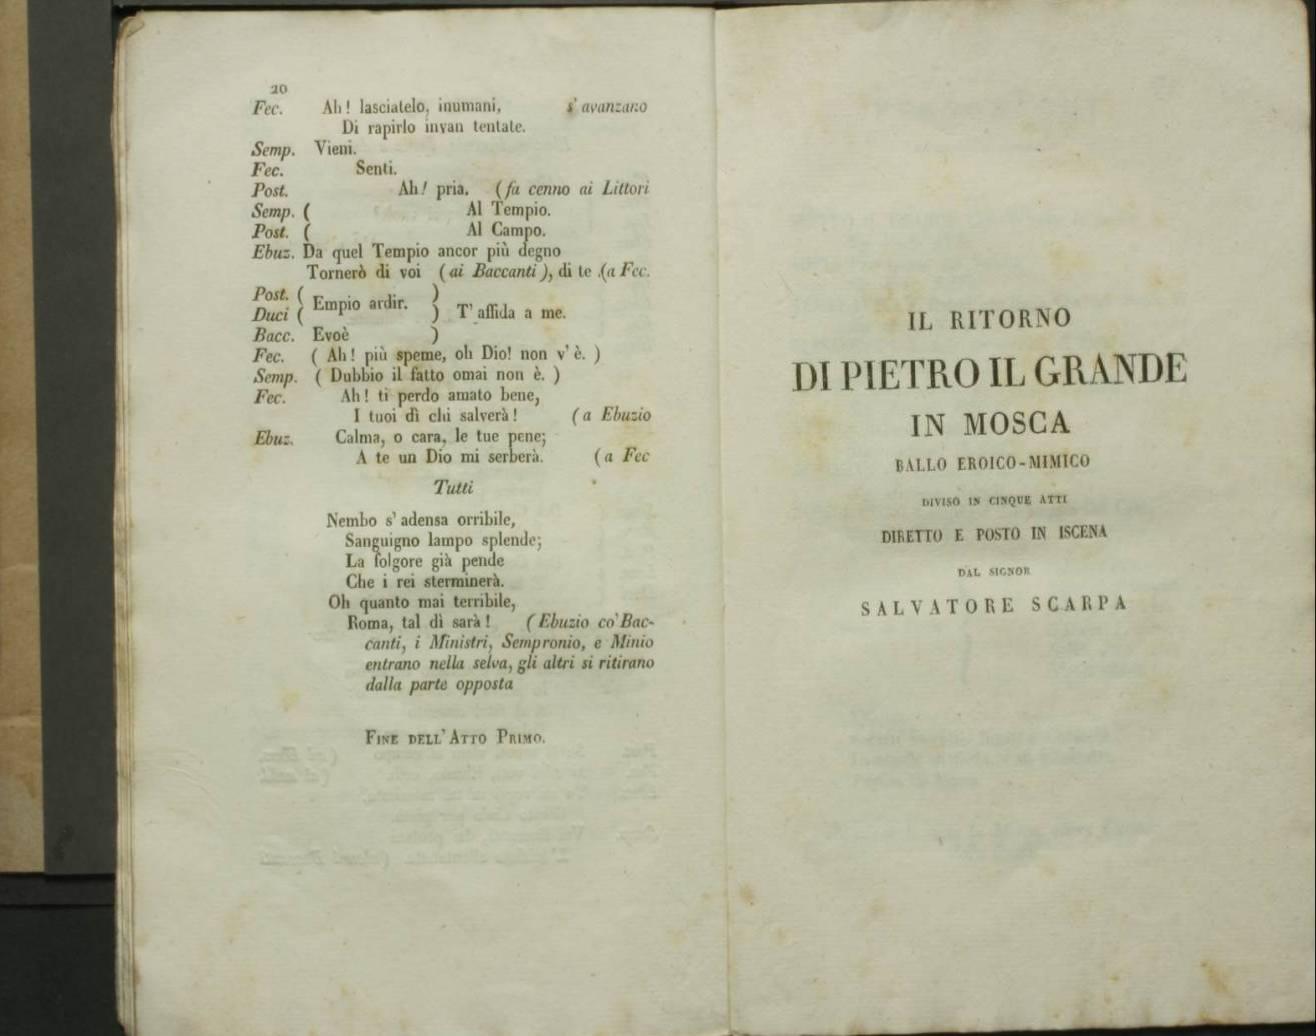 20
Fec. Ah! lasciatelo, inumani, s' avanzano
Di rapirlo invan tentate.
Semp. Vieni.
Fec. Senti.
Post. Ah! pria. (fa cenno ai Littori
Semp. ( Al Tempio.
Post. ( Al Campo.
Ebuz. Da quel Tempio ancor più degno
Tornerò di voi (ai Baccanti), di te (a Fec.
Post. ( )
Empio ardir.
Duci ( ) T' affida a me.
Bacc. Evoè )
Fec. ( Ah! più speme, oh Dio! non v' è. )
Semp. ( Dubbio il fatto omai non è. )
Fec. Ah! ti perdo amato bene,
I tuoi dì chi salverà! (a Ebuzio
Ebuz. Calma, o cara, le tue pene;
A te un Dio mi serberà. (a Fec
Tutti
Nembo s' adensa orribile,
Sanguigno lampo splende;
La folgore già pende
Che i rei sterminerà.
Oh quanto mai terribile,
Roma, tal dì sarà! (Ebuzio co' Bac-
canti, i Ministri, Sempronio, e Minio
entrano nella selva, gli altri si ritirano
dalla parte opposta
FINE DELL' ATTO PRIMO.
IL RITORNO
DI PIETRO IL GRANDE
IN MOSCA
BALLO EROICO-MIMICO
DIVISO IN CINQUE ATTI
DIRETTO E POSTO IN ISCENA
DAL SIGNOR
SALVATORE SCARPA